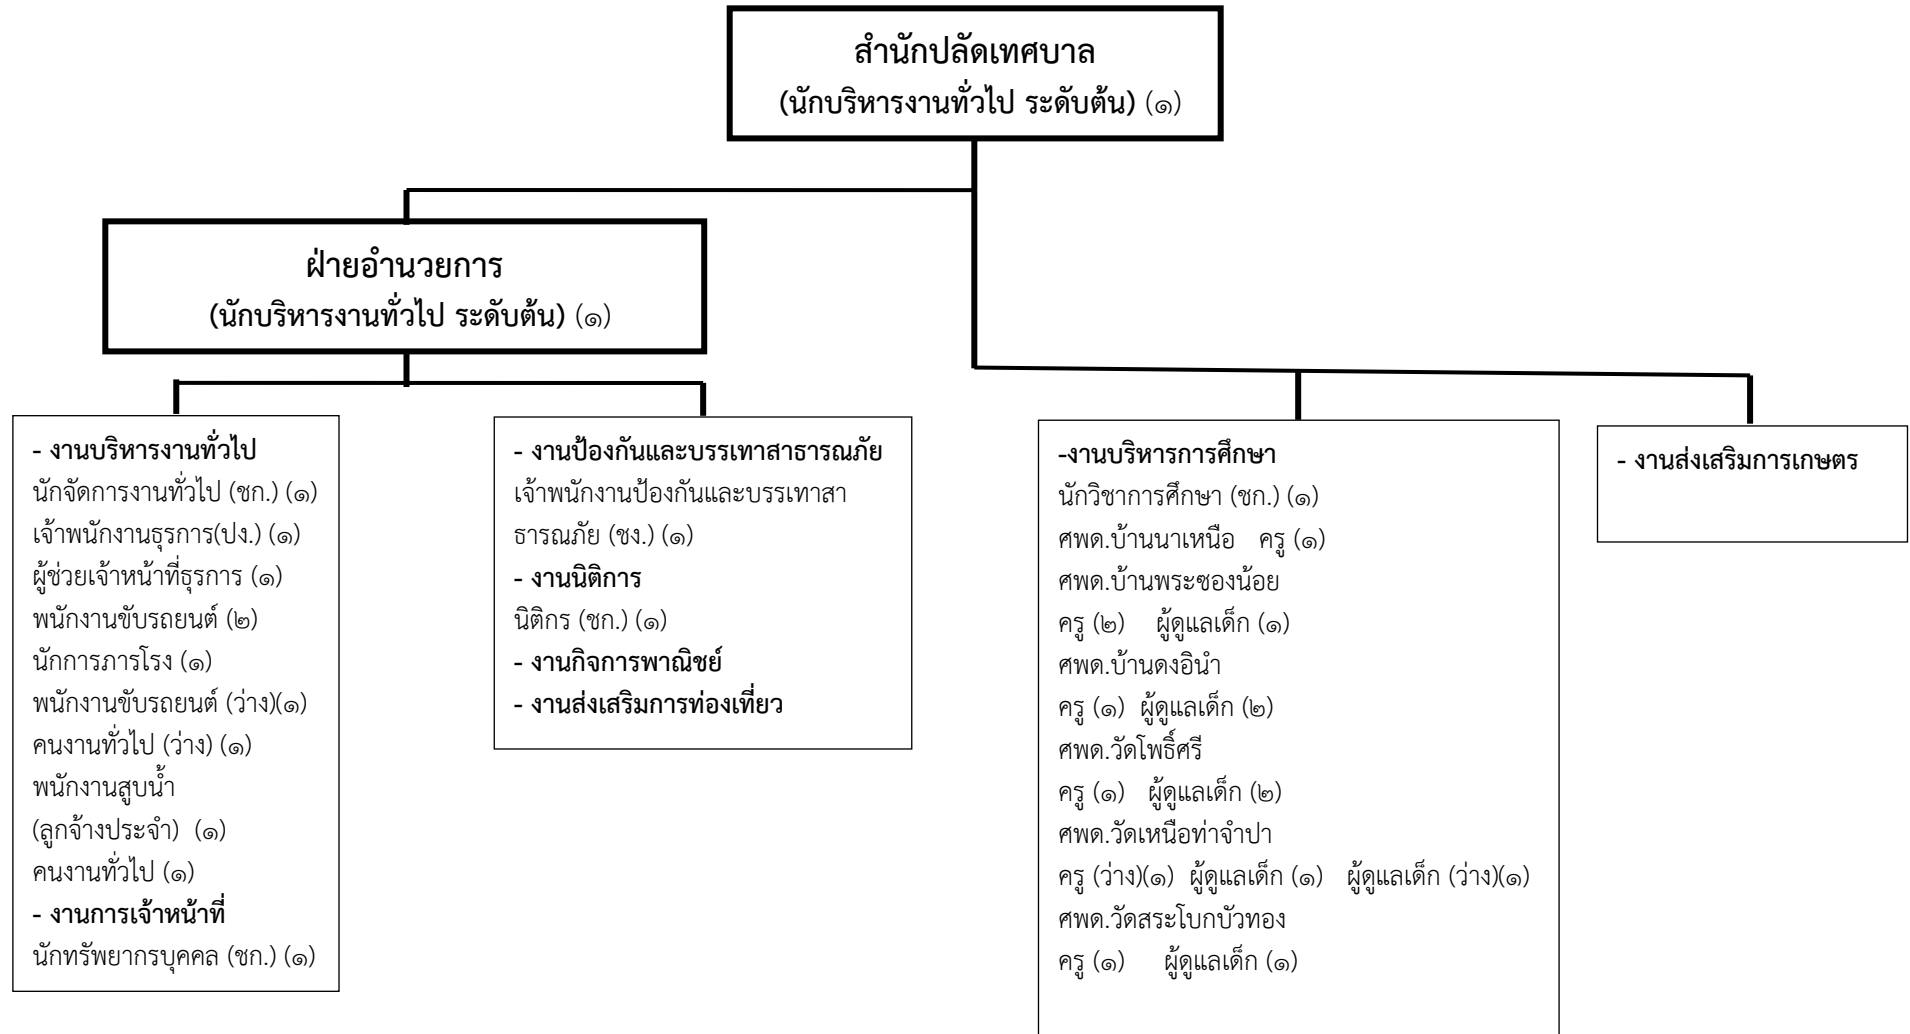 สำนักปลัดเทศบาล
(นักบริหารงานทั่วไป ระดับต้น) (๑)
ฝ่ายอำนวยการ
(นักบริหารงานทั่วไป ระดับต้น) (๑)
- งานบริหารงานทั่วไป
นักจัดการงานทั่วไป (ชก.) (๑)
เจ้าพนักงานธุรการ(ปง.) (๑)
ผู้ช่วยเจ้าหน้าที่ธุรการ (๑)
พนักงานขับรถยนต์ (๒)
นักการภารโรง (๑)
พนักงานขับรถยนต์ (ว่าง)(๑)
คนงานทั่วไป (ว่าง) (๑)
พนักงานสูบน้ำ
(ลูกจ้างประจำ) (๑)
คนงานทั่วไป (๑)
- งานการเจ้าหน้าที่
นักทรัพยากรบุคคล (ชก.) (๑)
- งานป้องกันและบรรเทาสาธารณภัย
เจ้าพนักงานป้องกันและบรรเทาสา
ธารณภัย (ชง.) (๑)
- งานนิติการ
นิติกร (ชก.) (๑)
- งานกิจการพาณิชย์
- งานส่งเสริมการท่องเที่ยว
-งานบริหารการศึกษา
นักวิชาการศึกษา (ชก.) (๑)
ศพด.บ้านนาเหนือ ครู (๑)
ศพด.บ้านพระซองน้อย
ครู (๒) ผู้ดูแลเด็ก (๑)
ศพด.บ้านดงอินำ
ครู (๑) ผู้ดูแลเด็ก (๒)
ศพด.วัดโพธิ์ศรี
ครู (๑) ผู้ดูแลเด็ก (๒)
ศพด.วัดเหนือท่าจำปา
ครู (ว่าง)(๑) ผู้ดูแลเด็ก (๑) ผู้ดูแลเด็ก (ว่าง)(๑)
ศพด.วัดสระโบกบัวทอง
ครู (๑) ผู้ดูแลเด็ก (๑)
- งานส่งเสริมการเกษตร